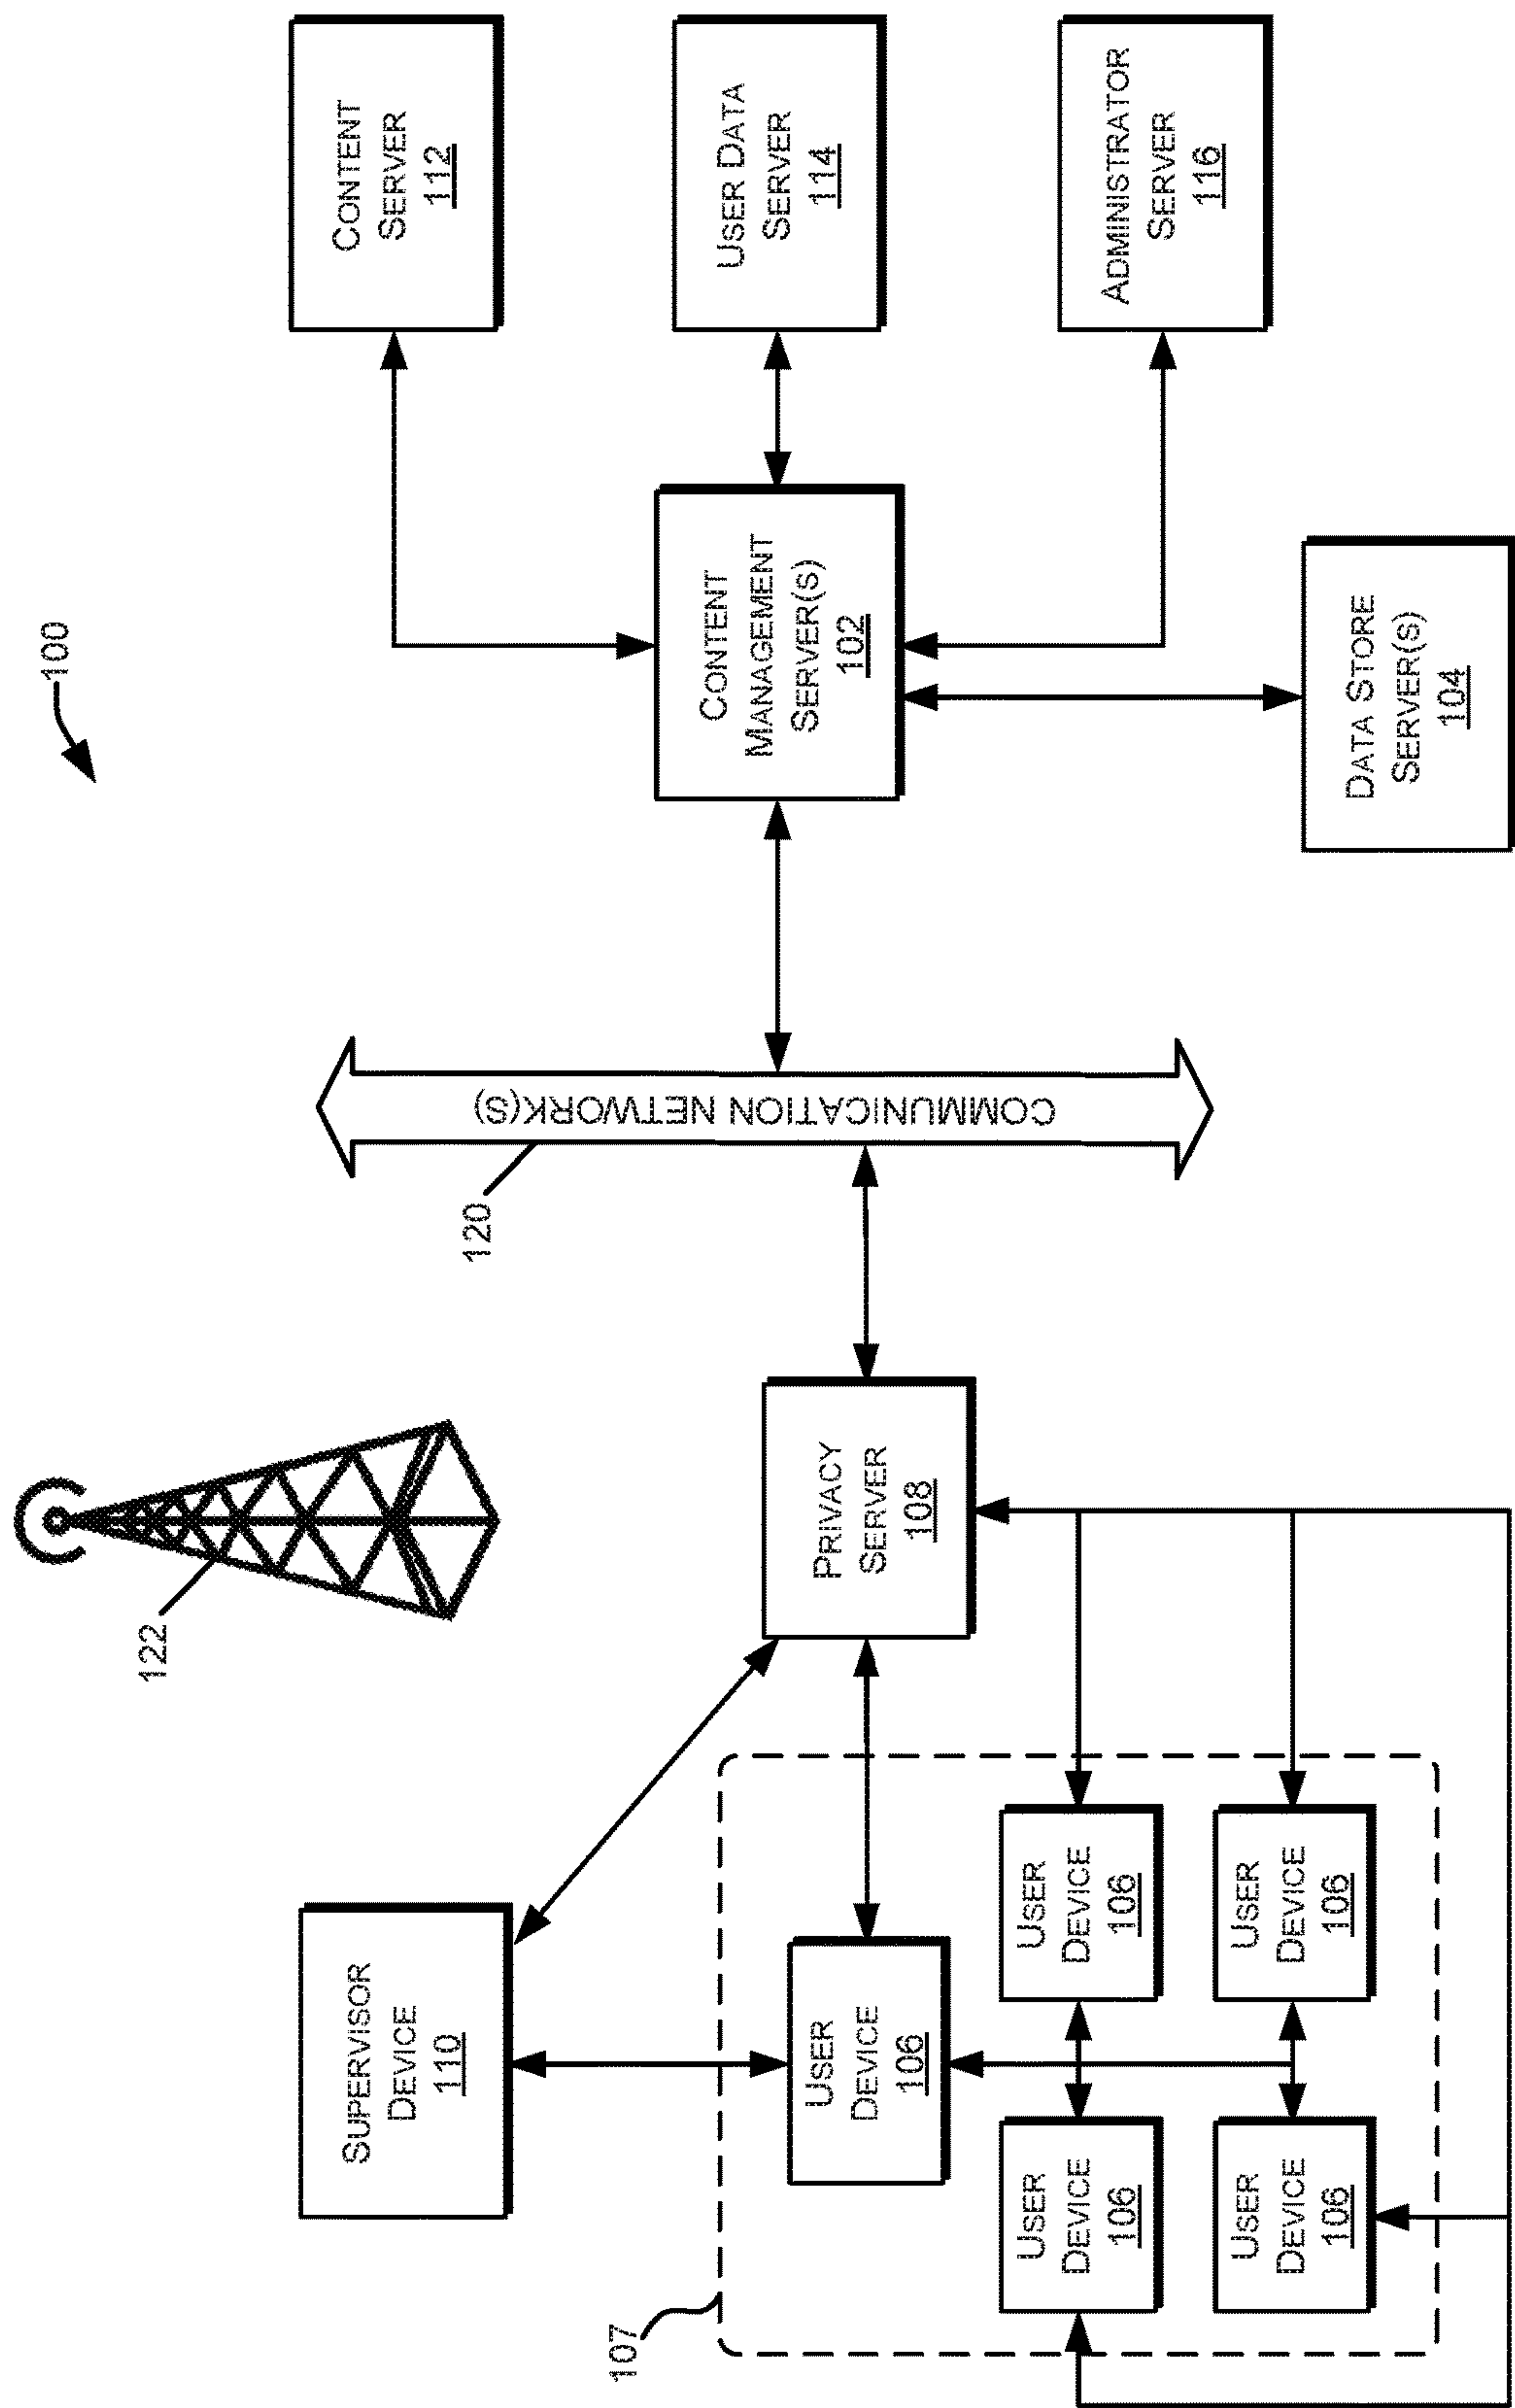 100
122
SUPERVISOR
DEVICE
110
107
USER
DEVICE
106
USER
DEVICE
106
USER
DEVICE
106
USER
DEVICE
106
USER
DEVICE
106
PRIVACY
SERVER
108
120
COMMUNICATION NETWORK(S)
CONTENT
MANAGEMENT
SERVER(S)
102
DATA STORE
SERVER(S)
104
CONTENT
SERVER
112
USER DATA
SERVER
114
ADMINISTRATOR
SERVER
116